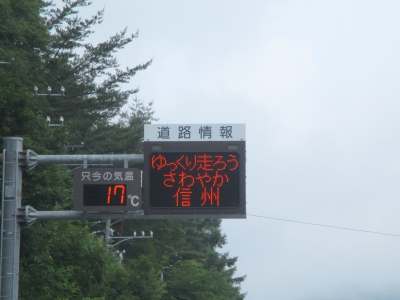 道路情報
ゆっくり走ろう
さわやか
信州
只今の気温
17℃